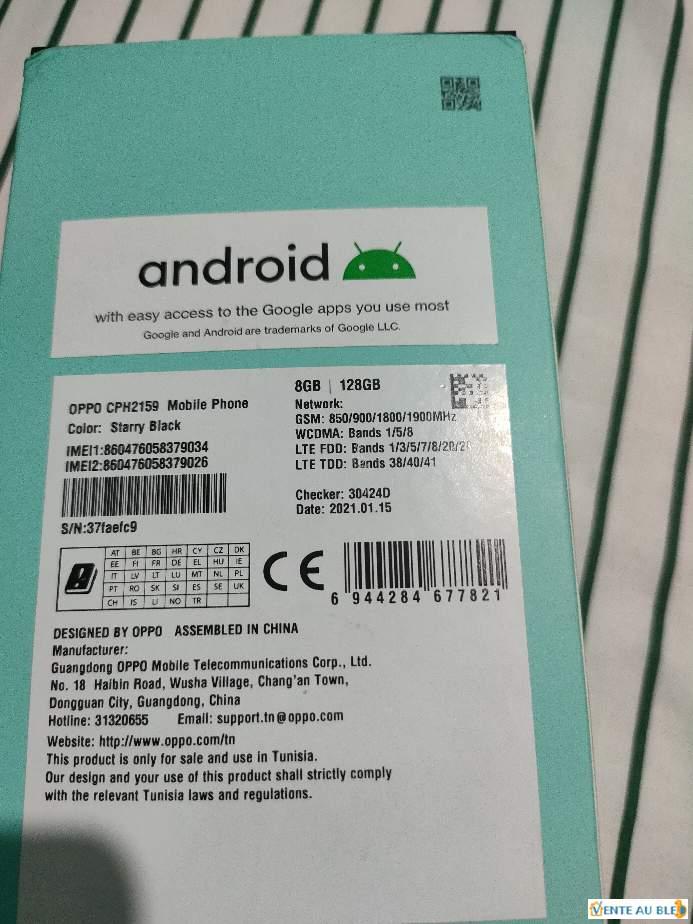 android
with easy access to the Google apps you use most
Google and Android are trademarks of Google LLC.
OPPO CPH2159 Mobile Phone
Color: Starry Black
IMEI1:860476058379034
IMEI2:860476058379026
S/N:37faefc9
8GB | 128GB
Network:
GSM: 850/900/1800/1900MHz
WCDMA: Bands 1/5/8
LTE FDD: Bands 1/3/5/7/8/20/
LTE TDD: Bands 38/40/41
Checker: 30424D
Date: 2021.01.15
AT BE BG HR CY CZ DK
EE FI FR DE EL HU IE
IT LV LT LU MT NL PL
PT RO SK SI ES SE UK
CH IS LI NO TR
CE
6 944284 677821
DESIGNED BY OPPO ASSEMBLED IN CHINA
Manufacturer:
Guangdong OPPO Mobile Telecommunications Corp., Ltd.
No. 18 Haibin Road, Wusha Village, Chang'an Town,
Dongguan City, Guangdong, China
Hotline: 31320655 Email: support.tn@oppo.com
Website: http://www.oppo.com/tn
This product is only for sale and use in Tunisia.
Our design and your use of this product shall strictly comply
with the relevant Tunisia laws and regulations.
VENTE AU BLED